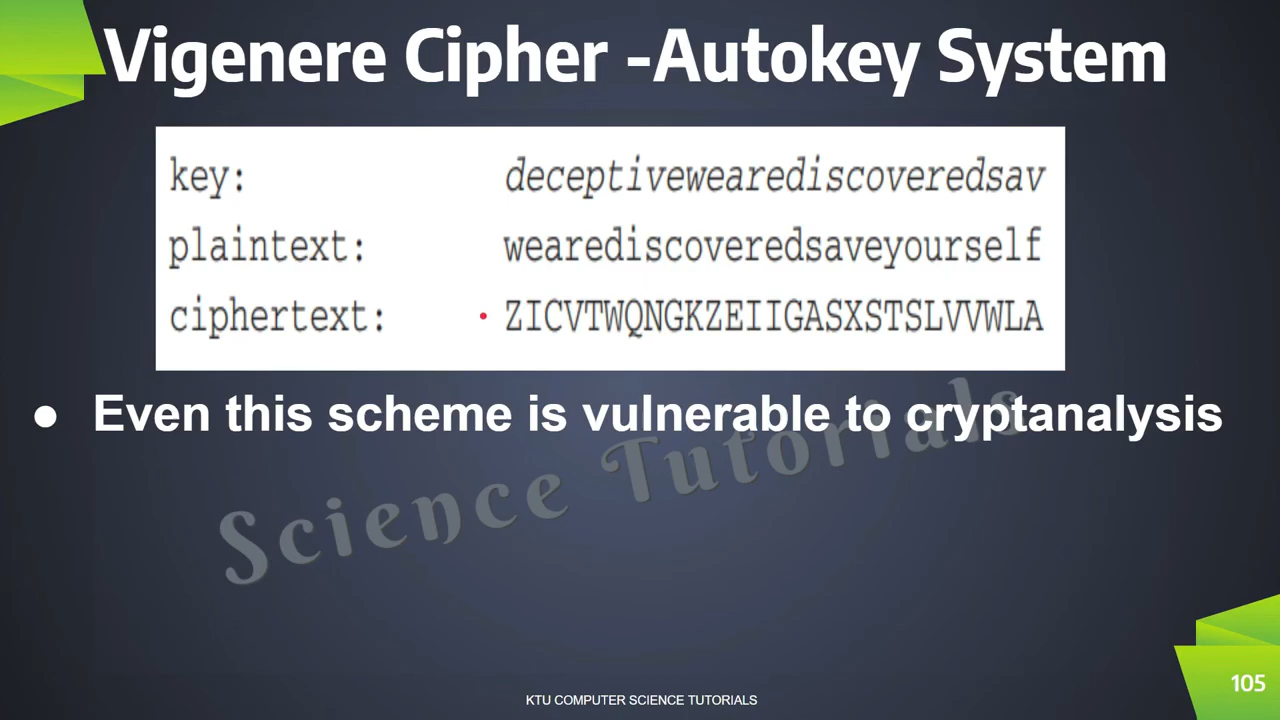 Vigenere Cipher -Autokey System
key: deceptivewearediscoveredsav
plaintext: wearediscoveredsaveyourself
ciphertext: ZICVTWQNGKZEIIGASXSTSLVVWLA
● Even this scheme is vulnerable to cryptanalysis
Science Tutorials
105
KTU COMPUTER SCIENCE TUTORIALS